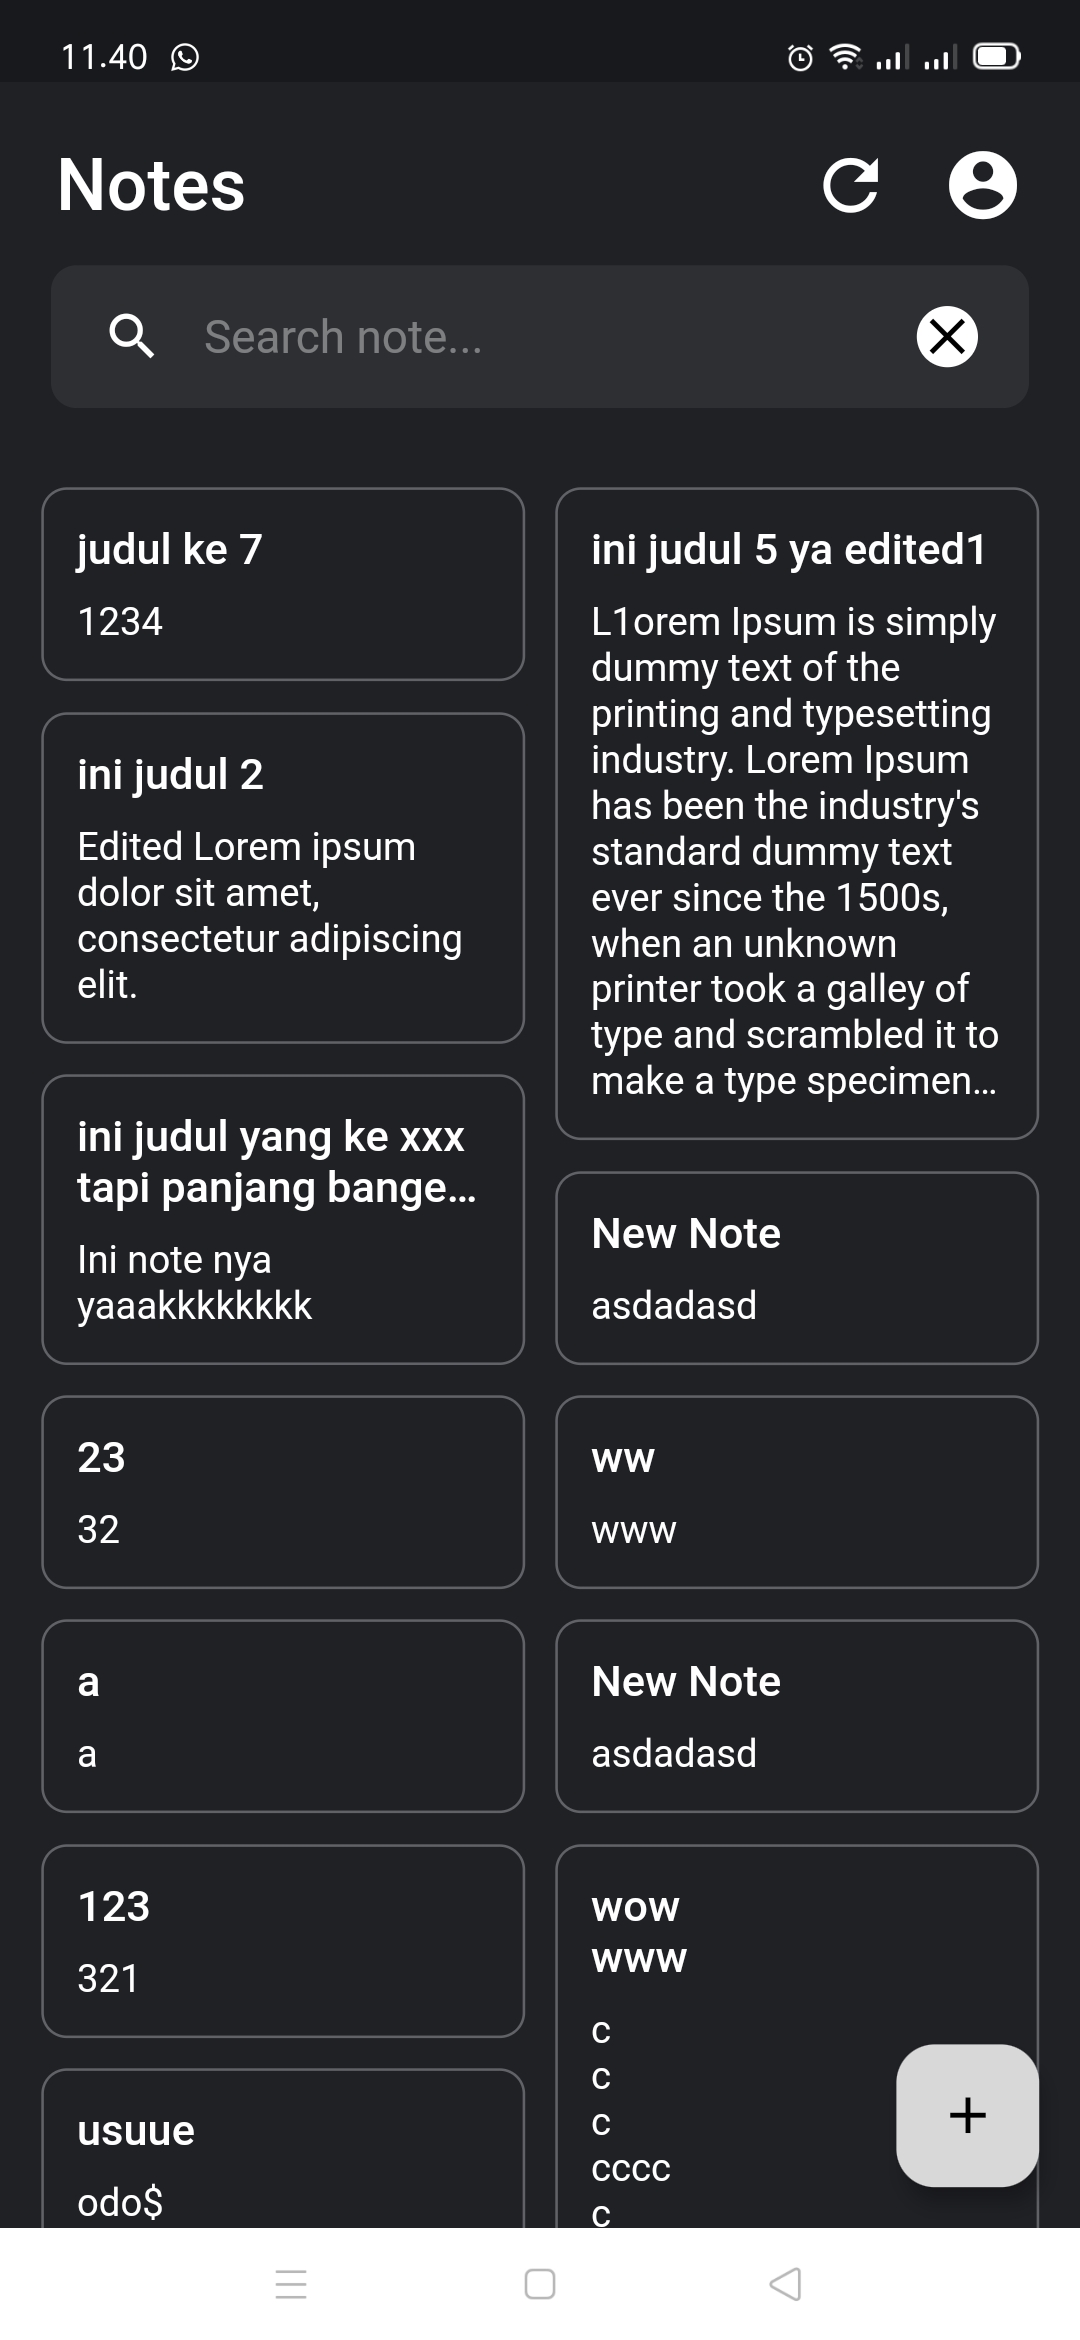 11.40
Notes
Search note...
judul ke 7
1234
ini judul 2
Edited Lorem ipsum
dolor sit amet,
consectetur adipiscing
elit.
ini judul yang ke xxx
tapi panjang bange...
Ini note nya
yaaakkkkkkkk
23
32
a
a
123
321
usuue
odo$
ini judul 5 ya edited1
L1orem Ipsum is simply
dummy text of the
printing and typesetting
industry. Lorem Ipsum
has been the industry's
standard dummy text
ever since the 1500s,
when an unknown
printer took a galley of
type and scrambled it to
make a type specimen...
New Note
asdadasd
ww
www
New Note
asdadasd
wow
www
c
c
c
cccc
c